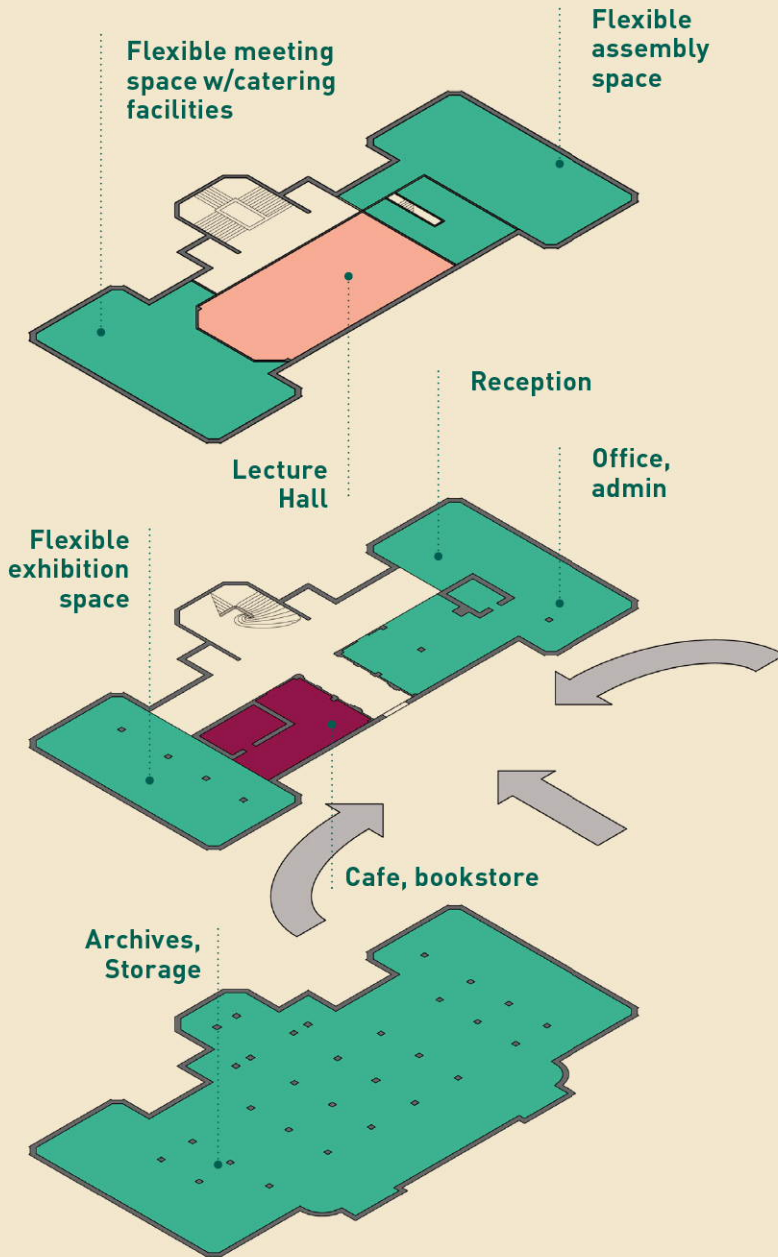 Flexible meeting
space w/catering
facilities
Flexible
assembly
space
Reception
Lecture
Hall
Office,
admin
Flexible
exhibition
space
Cafe, bookstore
Archives,
Storage